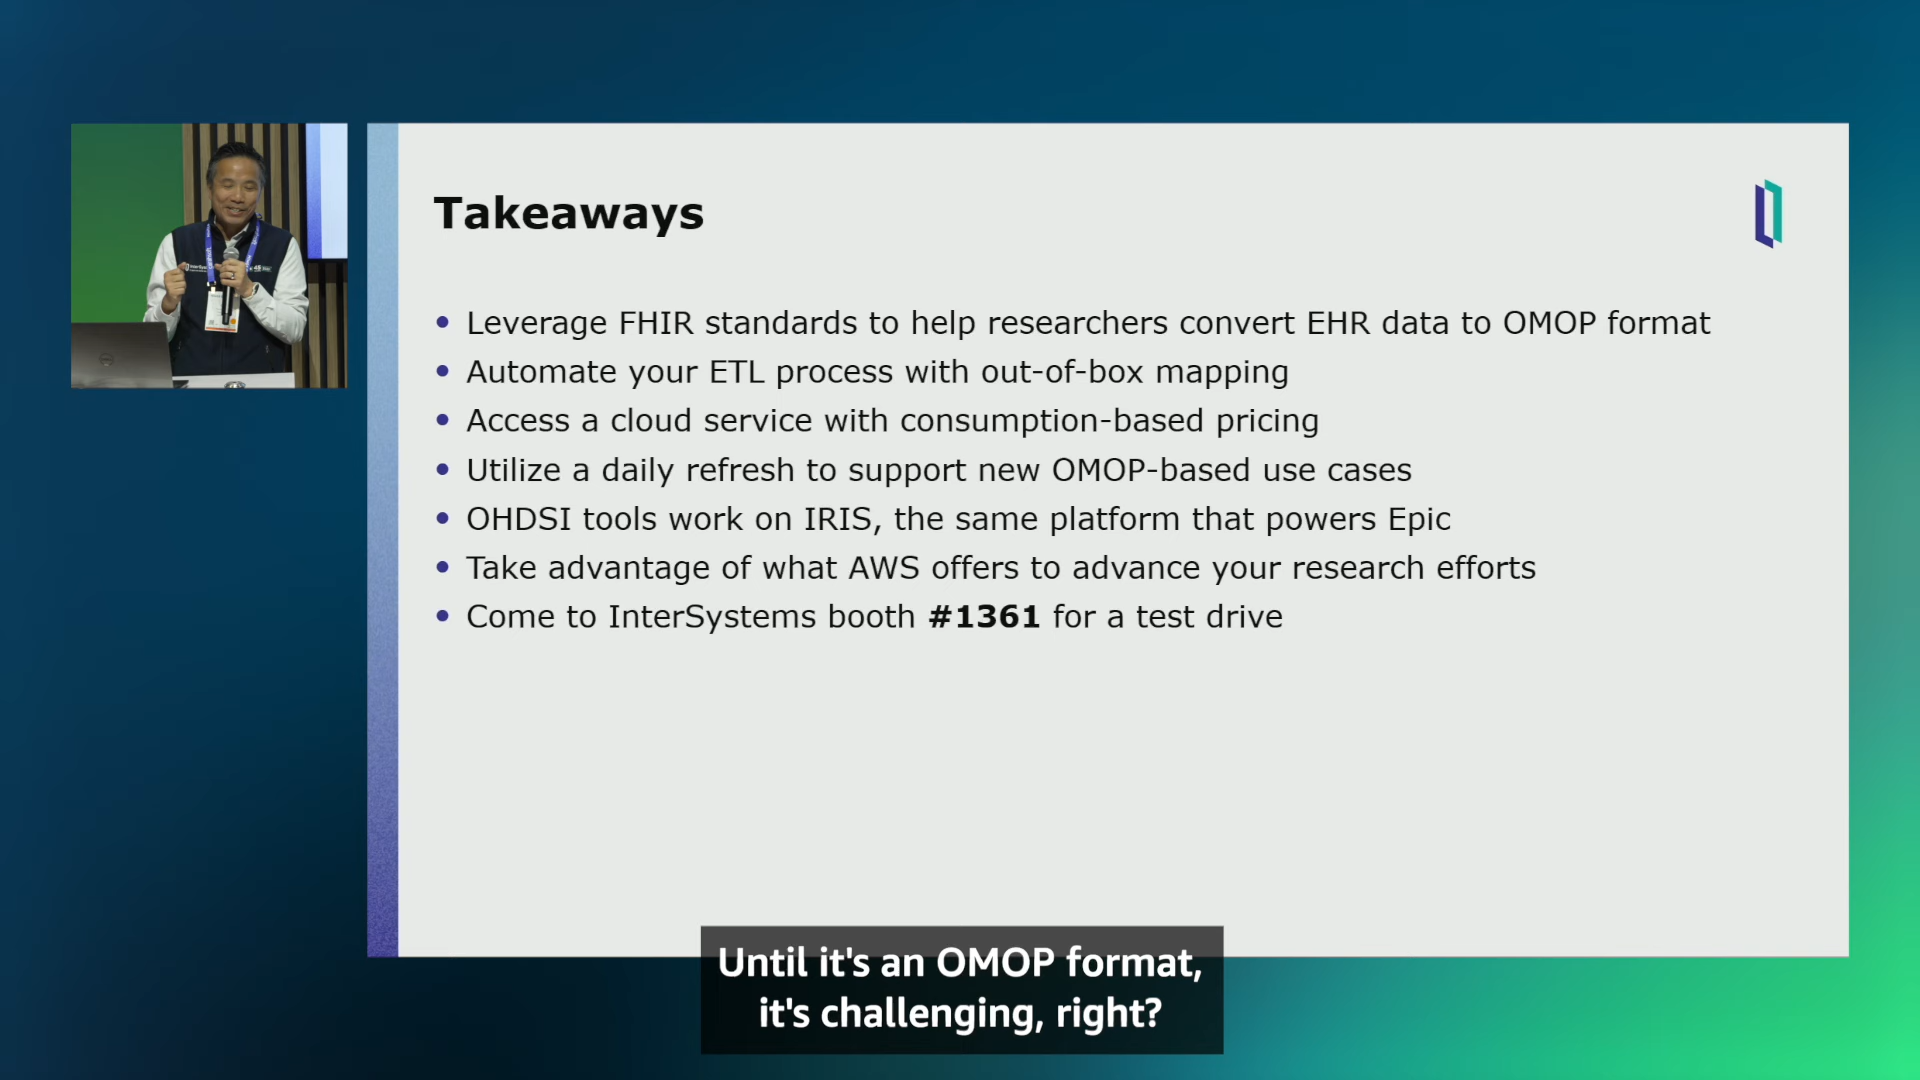 Takeaways
Leverage FHIR standards to help researchers convert EHR data to OMOP format
Automate your ETL process with out-of-box mapping
Access a cloud service with consumption-based pricing
Utilize a daily refresh to support new OMOP-based use cases
OHDSI tools work on IRIS, the same platform that powers Epic
Take advantage of what AWS offers to advance your research efforts
Come to InterSystems booth #1361 for a test drive
Until it's an OMOP format,
it's challenging, right?